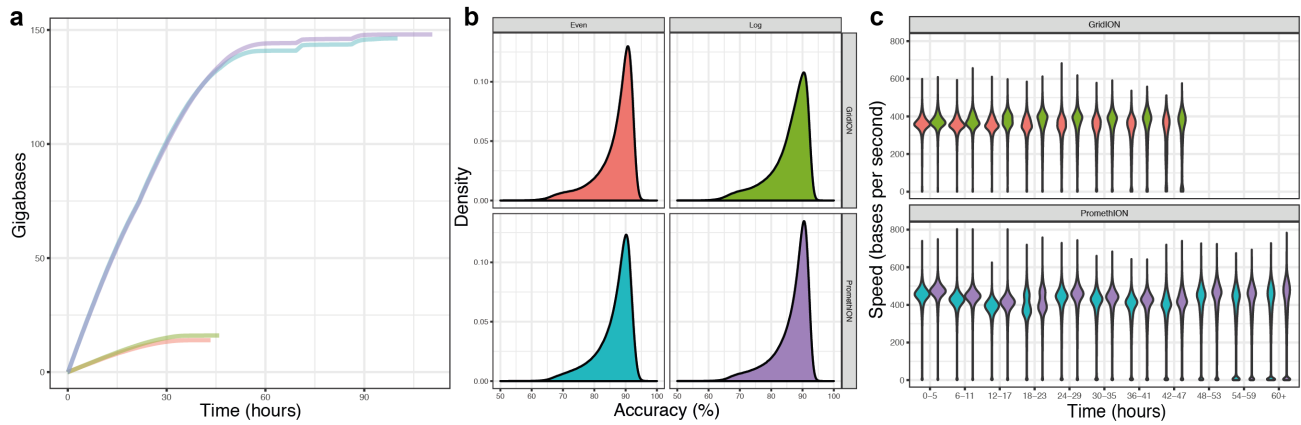 a
150
100
50
0
Gigabases
0 30 60 90
Time (hours)
b
Even Log
GridION
PromethION
0.10
0.05
0.00
0.10
0.05
0.00
Density
50 60 70 80 90 100 50 60 70 80 90 100
Accuracy (%)
c
GridION
800
600
400
200
0
PromethION
800
600
400
200
0
Speed (bases per second)
0–5 6–11 12–17 18–23 24–29 30–35 36–41 42–47 48–53 54–59 60+
Time (hours)